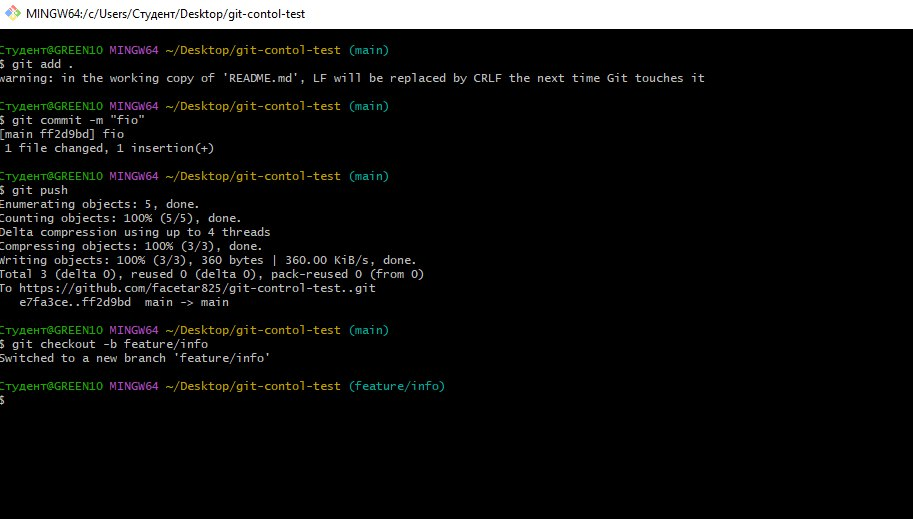 MINGW64:/c/Users/Студент/Desktop/git-contol-test
Студент@GREEN10 MINGW64 ~/Desktop/git-contol-test (main)
$ git add .
warning: in the working copy of 'README.md', LF will be replaced by CRLF the next time Git touches it
Студент@GREEN10 MINGW64 ~/Desktop/git-contol-test (main)
$ git commit -m "fio"
[main ff2d9bd] fio
1 file changed, 1 insertion(+)
Студент@GREEN10 MINGW64 ~/Desktop/git-contol-test (main)
$ git push
Enumerating objects: 5, done.
Counting objects: 100% (5/5), done.
Delta compression using up to 4 threads
Compressing objects: 100% (3/3), done.
Writing objects: 100% (3/3), 360 bytes | 360.00 KiB/s, done.
Total 3 (delta 0), reused 0 (delta 0), pack-reused 0 (from 0)
To https://github.com/facetar825/git-control-test..git
e7fa3ce..ff2d9bd  main -> main
Студент@GREEN10 MINGW64 ~/Desktop/git-contol-test (main)
$ git checkout -b feature/info
Switched to a new branch 'feature/info'
Студент@GREEN10 MINGW64 ~/Desktop/git-contol-test (feature/info)
$